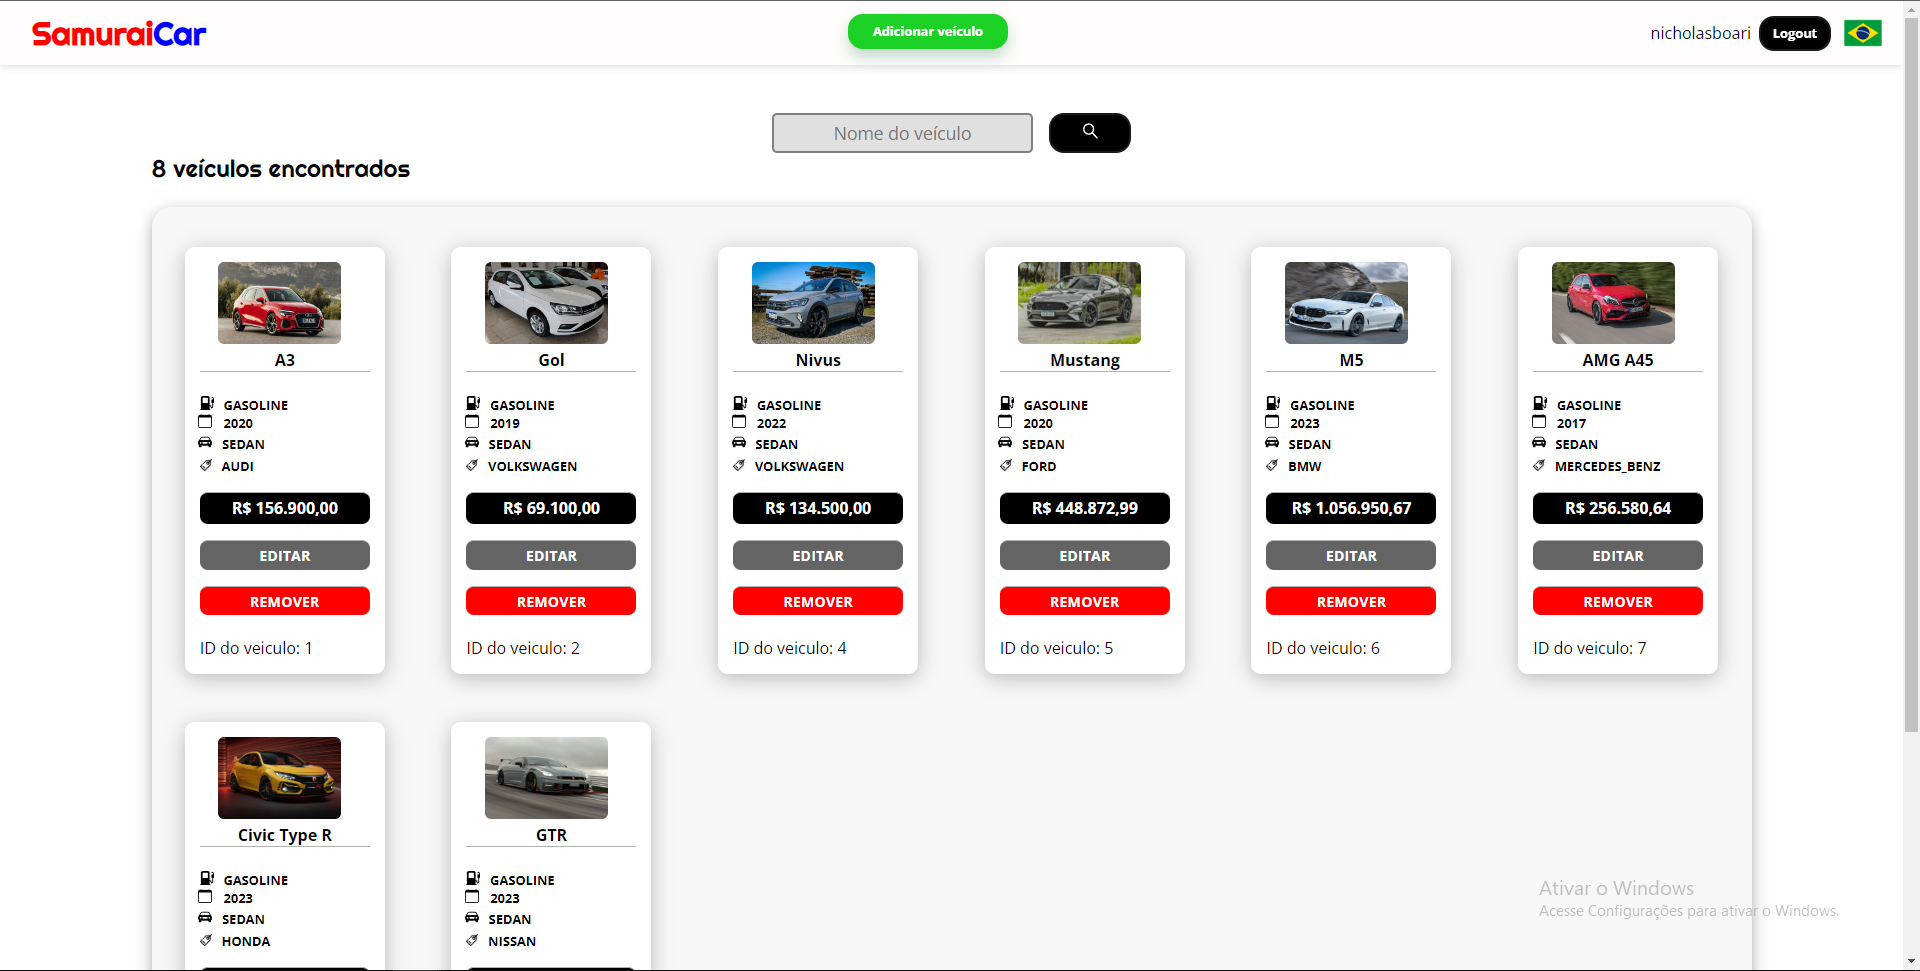 SamuraiCar
Adicionar veículo
nicholasboari
Logout
Nome do veículo
8 veículos encontrados
A3
GASOLINE
2020
SEDAN
AUDI
R$ 156.900,00
EDITAR
REMOVER
ID do veiculo: 1
Gol
GASOLINE
2019
SEDAN
VOLKSWAGEN
R$ 69.100,00
EDITAR
REMOVER
ID do veiculo: 2
Nivus
GASOLINE
2022
SEDAN
VOLKSWAGEN
R$ 134.500,00
EDITAR
REMOVER
ID do veiculo: 4
Mustang
GASOLINE
2020
SEDAN
FORD
R$ 448.872,99
EDITAR
REMOVER
ID do veiculo: 5
M5
GASOLINE
2023
SEDAN
BMW
R$ 1.056.950,67
EDITAR
REMOVER
ID do veiculo: 6
AMG A45
GASOLINE
2017
SEDAN
MERCEDES_BENZ
R$ 256.580,64
EDITAR
REMOVER
ID do veiculo: 7
Civic Type R
GASOLINE
2023
SEDAN
HONDA
GTR
GASOLINE
2023
SEDAN
NISSAN
Ativar o Windows
Acesse Configurações para ativar o Windows.